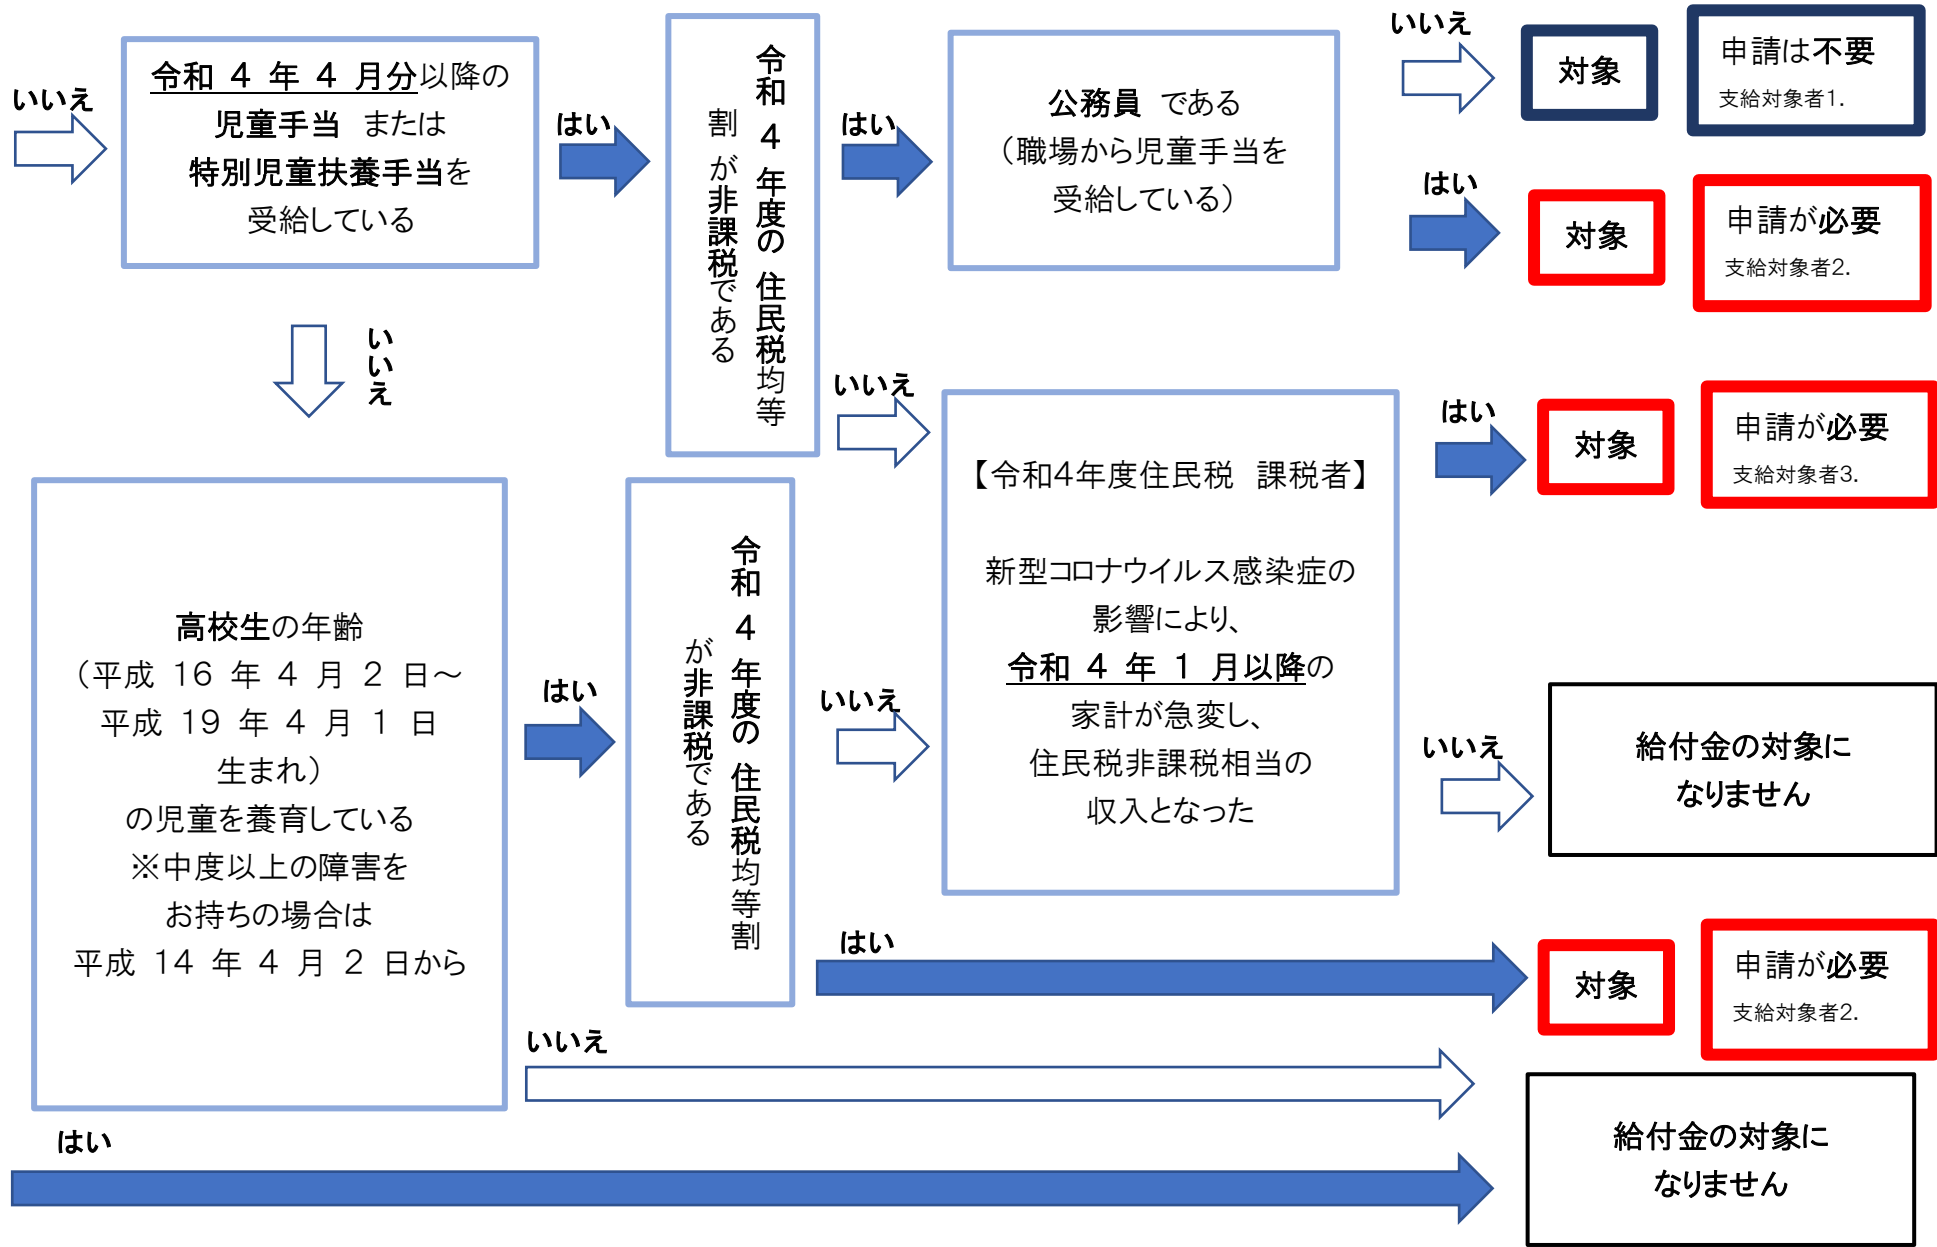 いいえ
令和 4 年 4 月分以降の
児童手当 または
特別児童扶養手当を
受給している
はい
令和 4 年度の 住民税均等
割 が非課税である
はい
公務員 である
（職場から児童手当を
受給している）
いいえ
対象
申請は不要
支給対象者1.
はい
対象
申請が必要
支給対象者2.
いいえ
いいえ
【令和4年度住民税 課税者】
新型コロナウイルス感染症の
影響により、
令和 4 年 1 月以降の
家計が急変し、
住民税非課税相当の
収入となった
はい
対象
申請が必要
支給対象者3.
高校生の年齢
（平成 16 年 4 月 2 日～
平成 19 年 4 月 1 日
生まれ）
の児童を養育している
※中度以上の障害を
お持ちの場合は
平成 14 年 4 月 2 日から
はい
令和 4 年度の 住民税均等割
が非課税である
いいえ
いいえ
給付金の対象に
なりません
はい
対象
申請が必要
支給対象者2.
いいえ
給付金の対象に
なりません
はい